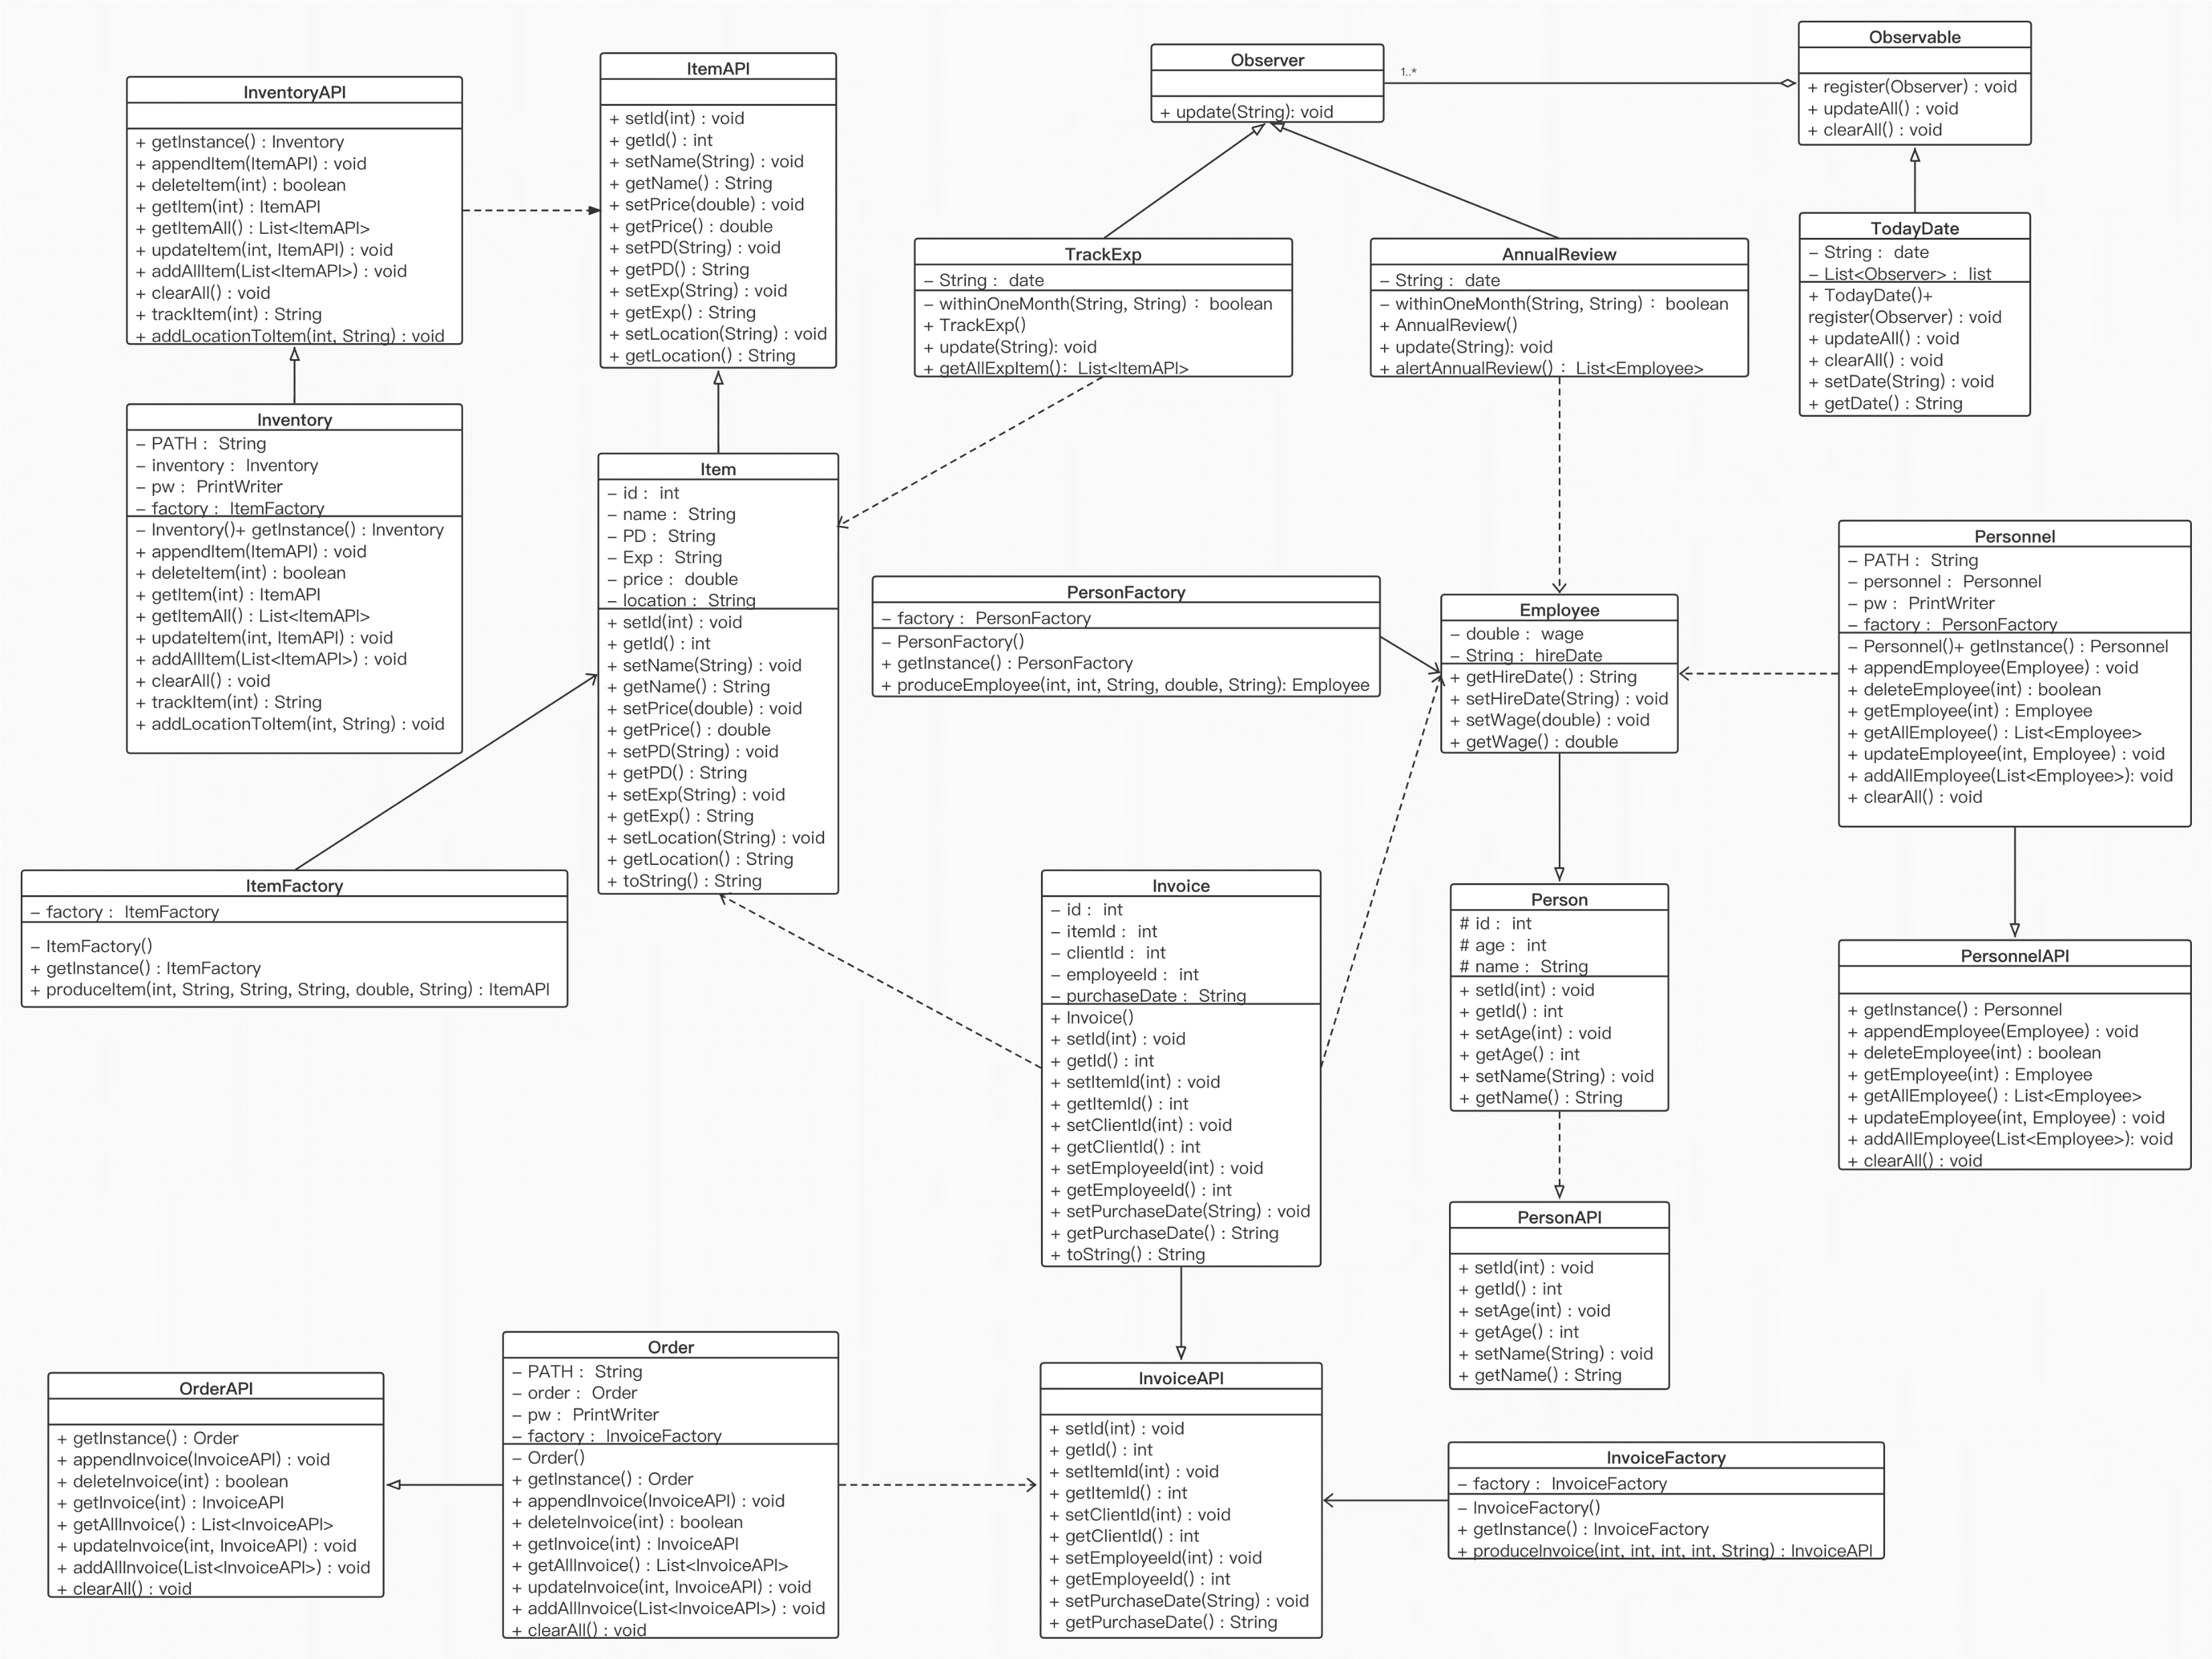 InventoryAPI
+ getInstance() : Inventory
+ appendItem(ItemAPI) : void
+ deleteItem(int) : boolean
+ getItem(int) : ItemAPI
+ getItemAll() : List<ItemAPI>
+ updateItem(int, ItemAPI) : void
+ addAllItem(List<ItemAPI>) : void
+ clearAll() : void
+ trackItem(int) : String
+ addLocationToItem(int, String) : void
ItemAPI
+ setId(int) : void
+ getId() : int
+ setName(String) : void
+ getName() : String
+ setPrice(double) : void
+ getPrice() : double
+ setPD(String) : void
+ getPD() : String
+ setExp(String) : void
+ getExp() : String
+ setLocation(String) : void
+ getLocation() : String
Observer
+ update(String): void
1..*
Observable
+ register(Observer) : void
+ updateAll() : void
+ clearAll() : void
TrackExp
– String : date
– withinOneMonth(String, String) : boolean
+ TrackExp()
+ update(String): void
+ getAllExpItem() : List<ItemAPI>
AnnualReview
– String : date
– withinOneMonth(String, String) : boolean
+ AnnualReview()
+ update(String): void
+ alertAnnualReview() : List<Employee>
TodayDate
– String : date
– List<Observer> : list
+ TodayDate()+
register(Observer) : void
+ updateAll() : void
+ clearAll() : void
+ setDate(String) : void
+ getDate() : String
Inventory
– PATH : String
– inventory : Inventory
– pw : PrintWriter
– factory : ItemFactory
– Inventory()+ getInstance() : Inventory
+ appendItem(ItemAPI) : void
+ deleteItem(int) : boolean
+ getItem(int) : ItemAPI
+ getItemAll() : List<ItemAPI>
+ updateItem(int, ItemAPI) : void
+ addAllItem(List<ItemAPI>) : void
+ clearAll() : void
+ trackItem(int) : String
+ addLocationToItem(int, String) : void
Item
– id : int
– name : String
– PD : String
– Exp : String
– price : double
– location : String
+ setId(int) : void
+ getId() : int
+ setName(String) : void
+ getName() : String
+ setPrice(double) : void
+ getPrice() : double
+ setPD(String) : void
+ getPD() : String
+ setExp(String) : void
+ getExp() : String
+ setLocation(String) : void
+ getLocation() : String
+ toString() : String
PersonFactory
– factory : PersonFactory
– PersonFactory()
+ getInstance() : PersonFactory
+ produceEmployee(int, int, String, double, String): Employee
Employee
– double : wage
– String : hireDate
+ getHireDate() : String
+ setHireDate(String) : void
+ setWage(double) : void
+ getWage() : double
Personnel
– PATH : String
– personnel : Personnel
– pw : PrintWriter
– factory : PersonFactory
– Personnel()+ getInstance() : Personnel
+ appendEmployee(Employee) : void
+ deleteEmployee(int) : boolean
+ getEmployee(int) : Employee
+ getAllEmployee() : List<Employee>
+ updateEmployee(int, Employee) : void
+ addAllEmployee(List<Employee>): void
+ clearAll() : void
ItemFactory
– factory : ItemFactory
– ItemFactory()
+ getInstance() : ItemFactory
+ produceItem(int, String, String, String, double, String) : ItemAPI
Invoice
– id : int
– itemId : int
– clientId : int
– employeeId : int
– purchaseDate : String
+ Invoice()
+ setId(int) : void
+ getId() : int
+ setItemId(int) : void
+ getItemId() : int
+ setClientId(int) : void
+ getClientId() : int
+ setEmployeeId(int) : void
+ getEmployeeId() : int
+ setPurchaseDate(String) : void
+ getPurchaseDate() : String
+ toString() : String
Person
# id : int
# age : int
# name : String
+ setId(int) : void
+ getId() : int
+ setAge(int) : void
+ getAge() : int
+ setName(String) : void
+ getName() : String
PersonnelAPI
+ getInstance() : Personnel
+ appendEmployee(Employee) : void
+ deleteEmployee(int) : boolean
+ getEmployee(int) : Employee
+ getAllEmployee() : List<Employee>
+ updateEmployee(int, Employee) : void
+ addAllEmployee(List<Employee>): void
+ clearAll() : void
PersonAPI
+ setId(int) : void
+ getId() : int
+ setAge(int) : void
+ getAge() : int
+ setName(String) : void
+ getName() : String
OrderAPI
+ getInstance() : Order
+ appendInvoice(InvoiceAPI) : void
+ deleteInvoice(int) : boolean
+ getInvoice(int) : InvoiceAPI
+ getAllInvoice() : List<InvoiceAPI>
+ updateInvoice(int, InvoiceAPI) : void
+ addAllInvoice(List<InvoiceAPI>) : void
+ clearAll() : void
Order
– PATH : String
– order : Order
– pw : PrintWriter
– factory : InvoiceFactory
– Order()
+ getInstance() : Order
+ appendInvoice(InvoiceAPI) : void
+ deleteInvoice(int) : boolean
+ getInvoice(int) : InvoiceAPI
+ getAllInvoice() : List<InvoiceAPI>
+ updateInvoice(int, InvoiceAPI) : void
+ addAllInvoice(List<InvoiceAPI>) : void
+ clearAll() : void
InvoiceAPI
+ setId(int) : void
+ getId() : int
+ setItemId(int) : void
+ getItemId() : int
+ setClientId(int) : void
+ getClientId() : int
+ setEmployeeId(int) : void
+ getEmployeeId() : int
+ setPurchaseDate(String) : void
+ getPurchaseDate() : String
InvoiceFactory
– factory : InvoiceFactory
– InvoiceFactory()
+ getInstance() : InvoiceFactory
+ produceInvoice(int, int, int, int, String) : InvoiceAPI